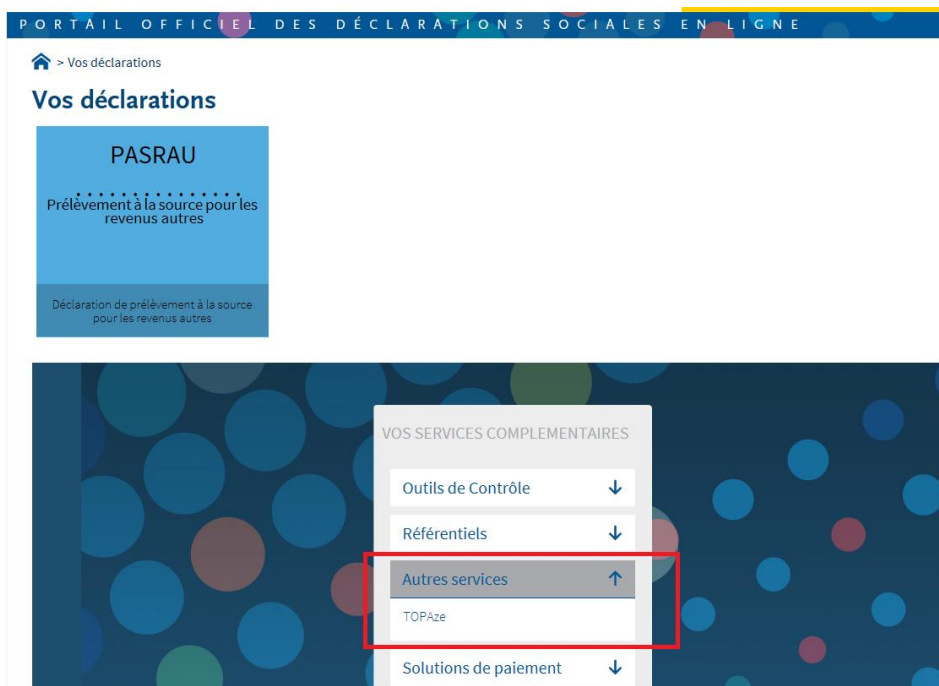 PORTAIL OFFICIEL DES DÉCLARATIONS SOCIALES EN LIGNE
> Vos déclarations
Vos déclarations
PASRAU
Prélèvement à la source pour les
revenus autres
Déclaration de prélèvement à la source
pour les revenus autres
VOS SERVICES COMPLEMENTAIRES
Outils de Contrôle
Référentiels
Autres services
TOPAze
Solutions de paiement